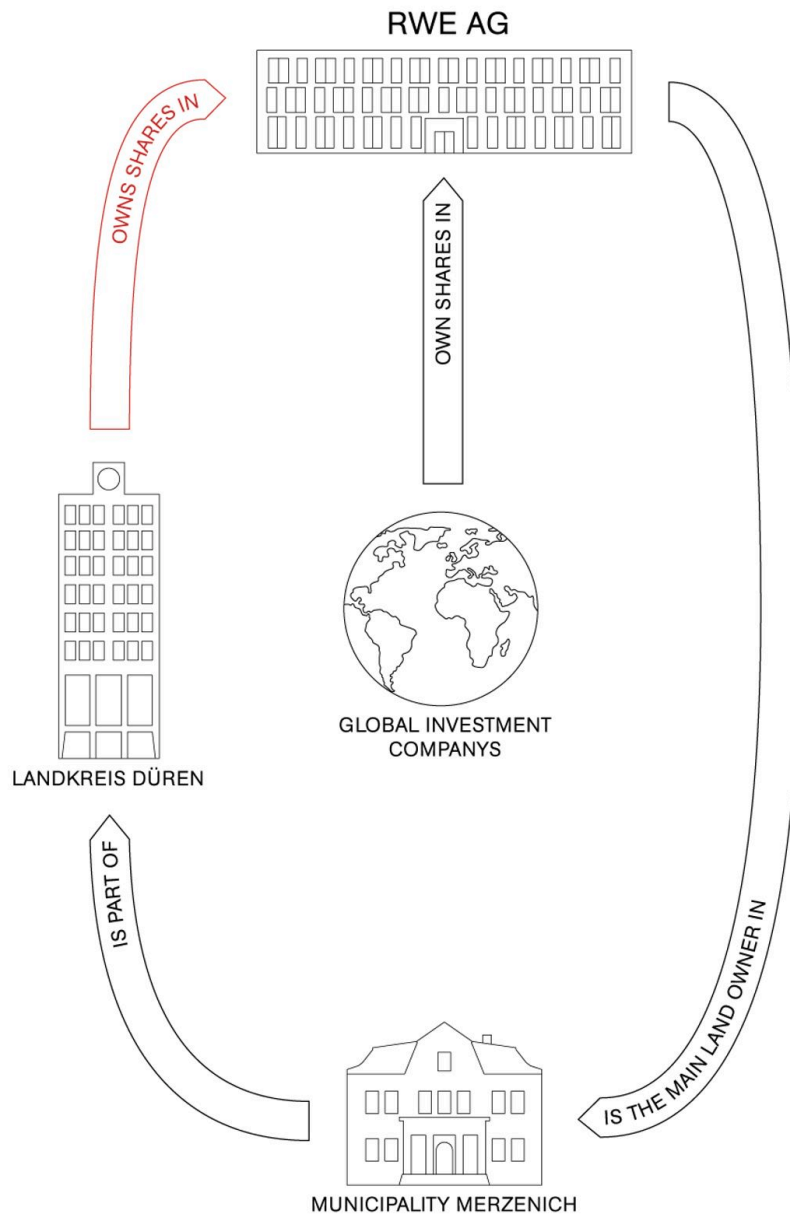 RWE AG
OWNS SHARES IN
OWN SHARES IN
GLOBAL INVESTMENT
COMPANYS
LANDKREIS DÜREN
IS PART OF
IS THE MAIN LAND OWNER IN
MUNICIPALITY MERZENICH